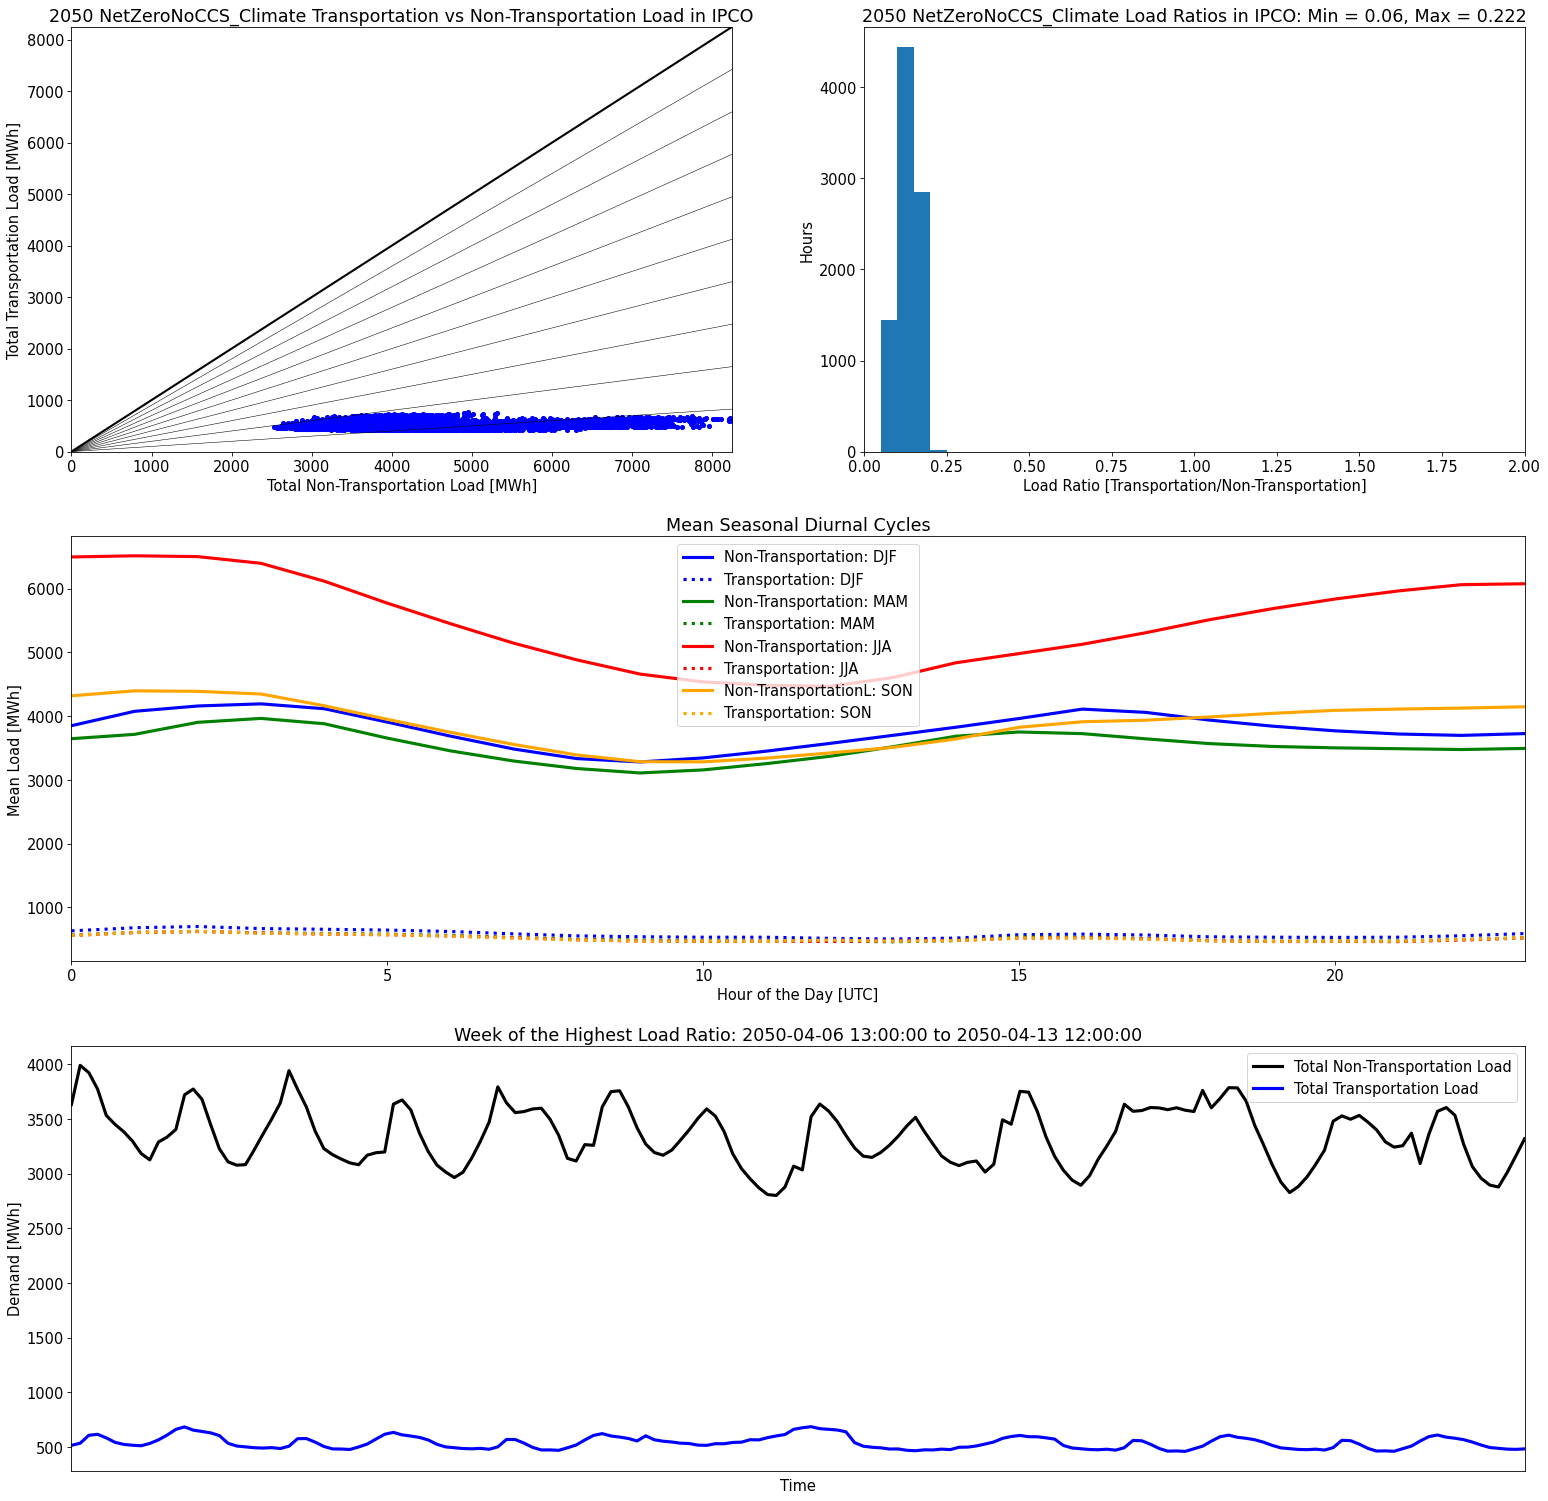 2050 NetZeroNoCCS_Climate Transportation vs Non-Transportation Load in IPCO
8000
7000
6000
5000
4000
3000
2000
1000
0
Total Transportation Load [MWh]
0 1000 2000 3000 4000 5000 6000 7000 8000
Total Non-Transportation Load [MWh]
2050 NetZeroNoCCS_Climate Load Ratios in IPCO: Min = 0.06, Max = 0.222
4000
3000
2000
1000
0
Hours
0.00 0.25 0.50 0.75 1.00 1.25 1.50 1.75 2.00
Load Ratio [Transportation/Non-Transportation]
Mean Seasonal Diurnal Cycles
Non-Transportation: DJF
Transportation: DJF
Non-Transportation: MAM
Transportation: MAM
Non-Transportation: JJA
Transportation: JJA
Non-TransportationL: SON
Transportation: SON
6000
5000
4000
3000
2000
1000
Mean Load [MWh]
0 5 10 15 20
Hour of the Day [UTC]
Week of the Highest Load Ratio: 2050-04-06 13:00:00 to 2050-04-13 12:00:00
Total Non-Transportation Load
Total Transportation Load
4000
3500
3000
2500
2000
1500
1000
500
Demand [MWh]
Time